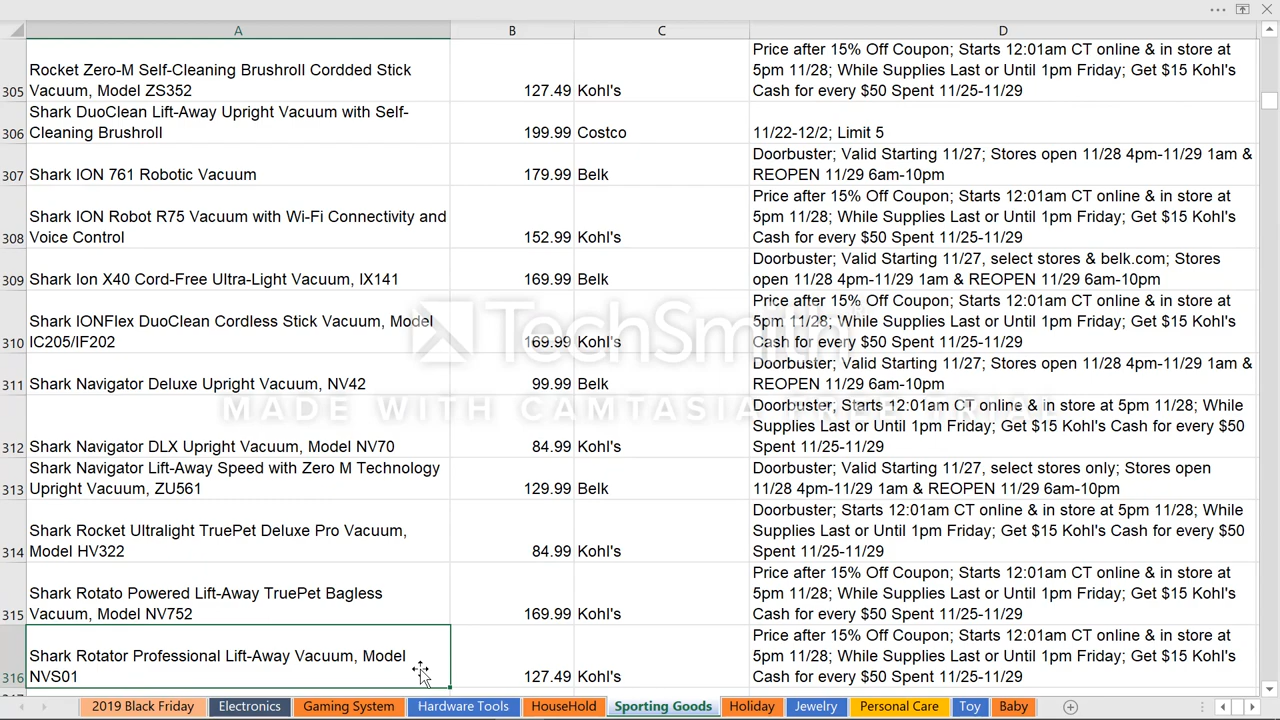 A B C D
Price after 15% Off Coupon; Starts 12:01am CT online & in store at
Rocket Zero-M Self-Cleaning Brushroll Cordded Stick 5pm 11/28; While Supplies Last or Until 1pm Friday; Get $15 Kohl's
305 Vacuum, Model ZS352 127.49 Kohl's Cash for every $50 Spent 11/25-11/29
Shark DuoClean Lift-Away Upright Vacuum with Self-
306 Cleaning Brushroll 199.99 Costco 11/22-12/2; Limit 5
Doorbuster; Valid Starting 11/27; Stores open 11/28 4pm-11/29 1am &
307 Shark ION 761 Robotic Vacuum 179.99 Belk REOPEN 11/29 6am-10pm
Price after 15% Off Coupon; Starts 12:01am CT online & in store at
Shark ION Robot R75 Vacuum with Wi-Fi Connectivity and 5pm 11/28; While Supplies Last or Until 1pm Friday; Get $15 Kohl's
308 Voice Control 152.99 Kohl's Cash for every $50 Spent 11/25-11/29
Doorbuster; Valid Starting 11/27, select stores & belk.com; Stores
309 Shark Ion X40 Cord-Free Ultra-Light Vacuum, IX141 169.99 Belk open 11/28 4pm-11/29 1am & REOPEN 11/29 6am-10pm
Price after 15% Off Coupon; Starts 12:01am CT online & in store at
Shark IONFlex DuoClean Cordless Stick Vacuum, Model 5pm 11/28; While Supplies Last or Until 1pm Friday; Get $15 Kohl's
310 IC205/IF202 169.99 Kohl's Cash for every $50 Spent 11/25-11/29
TechSmith
Doorbuster; Valid Starting 11/27; Stores open 11/28 4pm-11/29 1am &
311 Shark Navigator Deluxe Upright Vacuum, NV42 99.99 Belk REOPEN 11/29 6am-10pm
MADE WITH CAMTASIA FREE TRIAL
Doorbuster; Starts 12:01am CT online & in store at 5pm 11/28; While
Supplies Last or Until 1pm Friday; Get $15 Kohl's Cash for every $50
312 Shark Navigator DLX Upright Vacuum, Model NV70 84.99 Kohl's Spent 11/25-11/29
Shark Navigator Lift-Away Speed with Zero M Technology Doorbuster; Valid Starting 11/27, select stores only; Stores open
313 Upright Vacuum, ZU561 129.99 Belk 11/28 4pm-11/29 1am & REOPEN 11/29 6am-10pm
Doorbuster; Starts 12:01am CT online & in store at 5pm 11/28; While
Shark Rocket Ultralight TruePet Deluxe Pro Vacuum, Supplies Last or Until 1pm Friday; Get $15 Kohl's Cash for every $50
314 Model HV322 84.99 Kohl's Spent 11/25-11/29
Price after 15% Off Coupon; Starts 12:01am CT online & in store at
Shark Rotato Powered Lift-Away TruePet Bagless 5pm 11/28; While Supplies Last or Until 1pm Friday; Get $15 Kohl's
315 Vacuum, Model NV752 169.99 Kohl's Cash for every $50 Spent 11/25-11/29
Price after 15% Off Coupon; Starts 12:01am CT online & in store at
Shark Rotator Professional Lift-Away Vacuum, Model 5pm 11/28; While Supplies Last or Until 1pm Friday; Get $15 Kohl's
316 NVS01 127.49 Kohl's Cash for every $50 Spent 11/25-11/29
2019 Black Friday Electronics Gaming System Hardware Tools HouseHold Sporting Goods Holiday Jewelry Personal Care Toy Baby